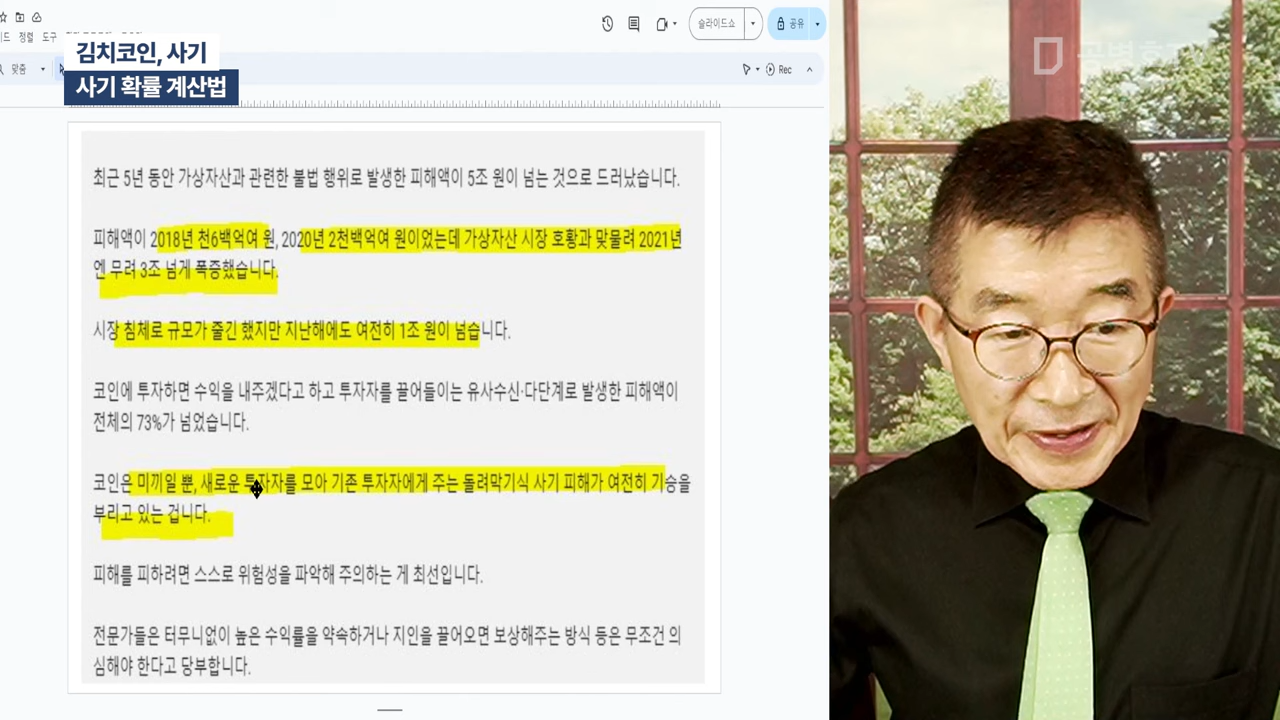 슬라이드쇼
공유
정렬 도구
김치코인, 사기
맞춤
Rec
사기 확률 계산법
공병호TV
최근 5년 동안 가상자산과 관련한 불법 행위로 발생한 피해액이 5조 원이 넘는 것으로 드러났습니다.
피해액이 2018년 천6백억여 원, 2020년 2천백억여 원이었는데 가상자산 시장 호황과 맞물려 2021년
엔 무려 3조 넘게 폭증했습니다.
시장 침체로 규모가 줄긴 했지만 지난해에도 여전히 1조 원이 넘습니다.
코인에 투자하면 수익을 내주겠다고 하고 투자자를 끌어들이는 유사수신·다단계로 발생한 피해액이
전체의 73%가 넘었습니다.
코인은 미끼일 뿐, 새로운 투자자를 모아 기존 투자자에게 주는 돌려막기식 사기 피해가 여전히 기승을
부리고 있는 겁니다.
피해를 피하려면 스스로 위험성을 파악해 주의하는 게 최선입니다.
전문가들은 터무니없이 높은 수익률을 약속하거나 지인을 끌어오면 보상해주는 방식 등은 무조건 의
심해야 한다고 당부합니다.